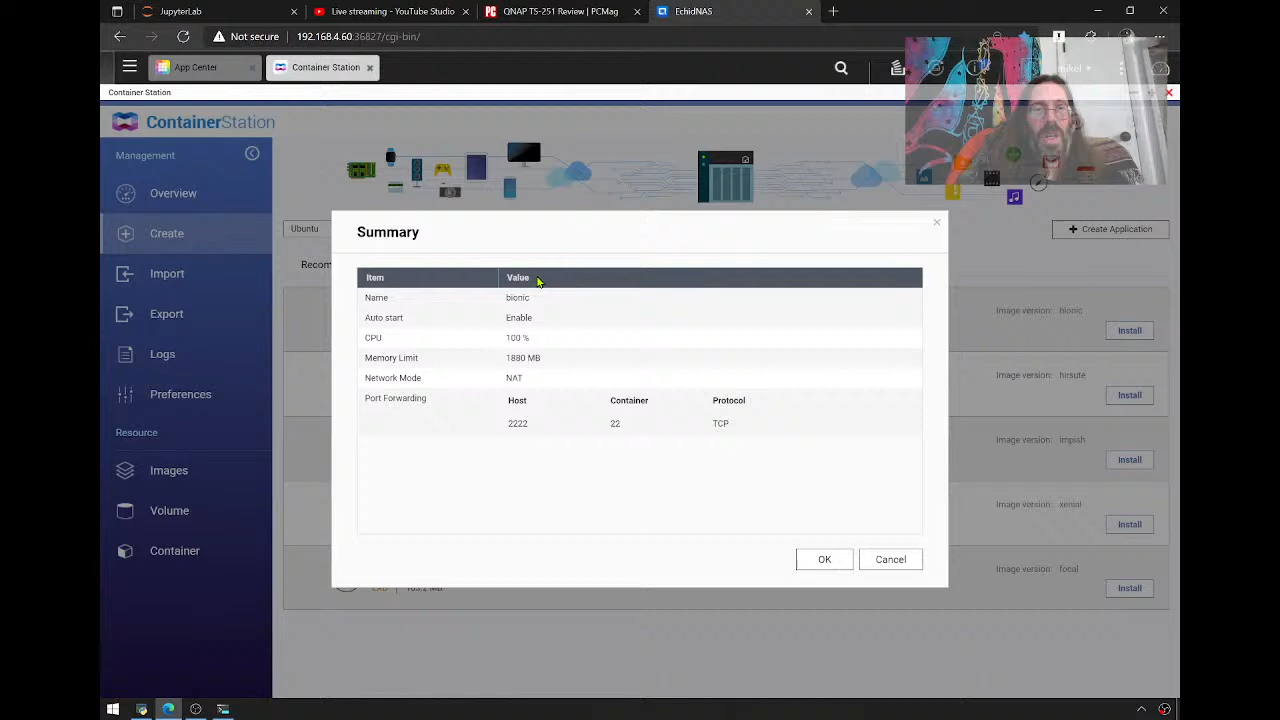 JupyterLab
Live streaming - YouTube Studio
PC
QNAP TS-251 Review | PCMag
EchidNAS
Not secure
192.168.4.60:36827/cgi-bin/
App Center
Container Station
mikel
Container Station
ContainerStation
Management
Overview
Create
Import
Export
Logs
Preferences
Resource
Images
Volume
Container
Ubuntu
Create Application
Recom
Image version: bionic
Install
Image version: hirsute
Install
Image version: impish
Install
Image version: xenial
Install
Image version: focal
Install
Summary
Item Value
Name bionic
Auto start Enable
CPU 100 %
Memory Limit 1880 MB
Network Mode NAT
Port Forwarding Host Container Protocol
2222 22 TCP
OK Cancel